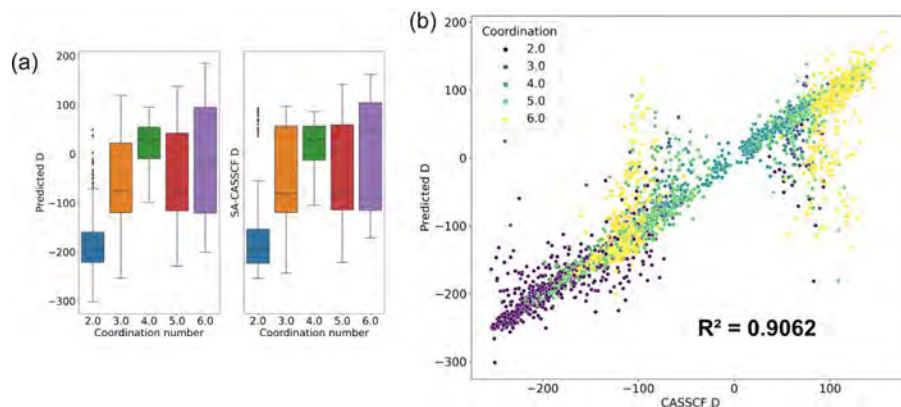 (a)
Predicted D
200
100
0
−100
−200
−300
2.0 3.0 4.0 5.0 6.0
Coordination number
SA-CASSCF D
2.0 3.0 4.0 5.0 6.0
Coordination number
(b)
Predicted D
200
100
0
−100
−200
−300
Coordination
2.0
3.0
4.0
5.0
6.0
R² = 0.9062
−200 −100 0 100
CASSCF D